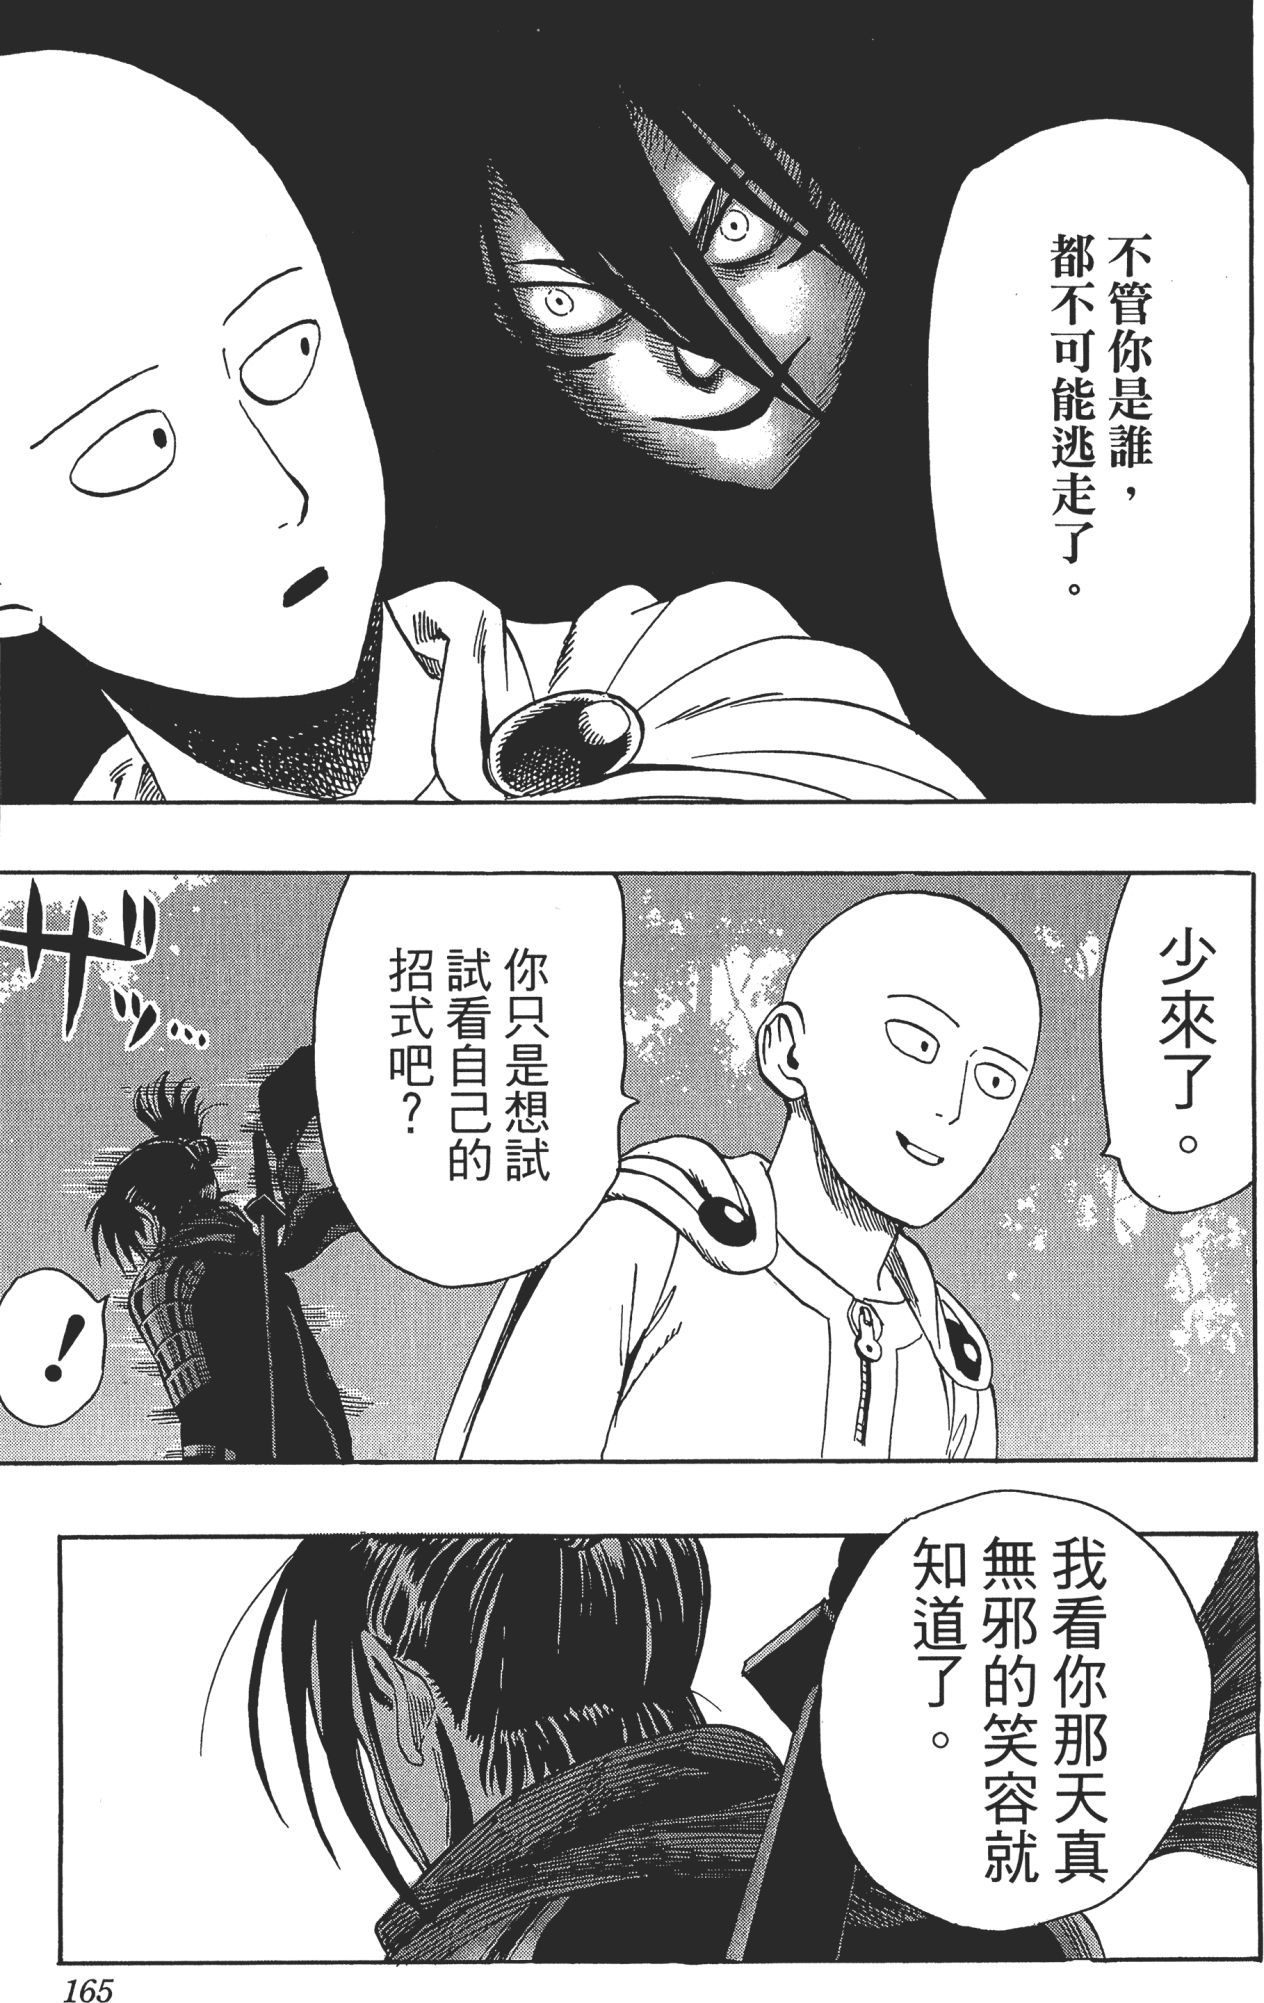 不管你是誰，
都不可能逃走了。
少來了。
你只是想試
試看自己的
招式吧？
ザッ…
！
我看你那天真
無邪的笑容就
知道了。
165